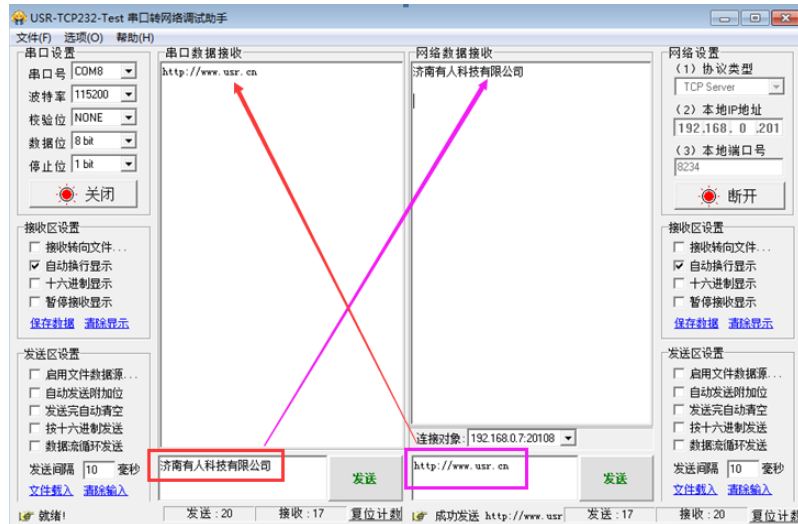 USR-TCP232-Test 串口转网络调试助手
文件(F) 选项(O) 帮助(H)
串口设置
串口号 COM8
波特率 115200
校验位 NONE
数据位 8 bit
停止位 1 bit
关闭
接收区设置
接收转向文件...
自动换行显示
十六进制显示
暂停接收显示
保存数据 清除显示
发送区设置
启用文件数据源...
自动发送附加位
发送完自动清空
按十六进制发送
数据流循环发送
发送间隔 10 毫秒
文件载入 清除输入
串口数据接收
http://www.usr.cn
济南有人科技有限公司
发送
网络数据接收
济南有人科技有限公司
连接对象: 192.168.0.7:20108
http://www.usr.cn
发送
网络设置
(1) 协议类型
TCP Server
(2) 本地IP地址
192.168. 0 .201
(3) 本地端口号
8234
断开
接收区设置
接收转向文件...
自动换行显示
十六进制显示
暂停接收显示
保存数据 清除显示
发送区设置
启用文件数据源...
自动发送附加位
发送完自动清空
按十六进制发送
数据流循环发送
发送间隔 10 毫秒
文件载入 清除输入
就绪! 发送:20 接收:17 复位计数 成功发送 http://www.usr 发送:17 接收:20 复位计数